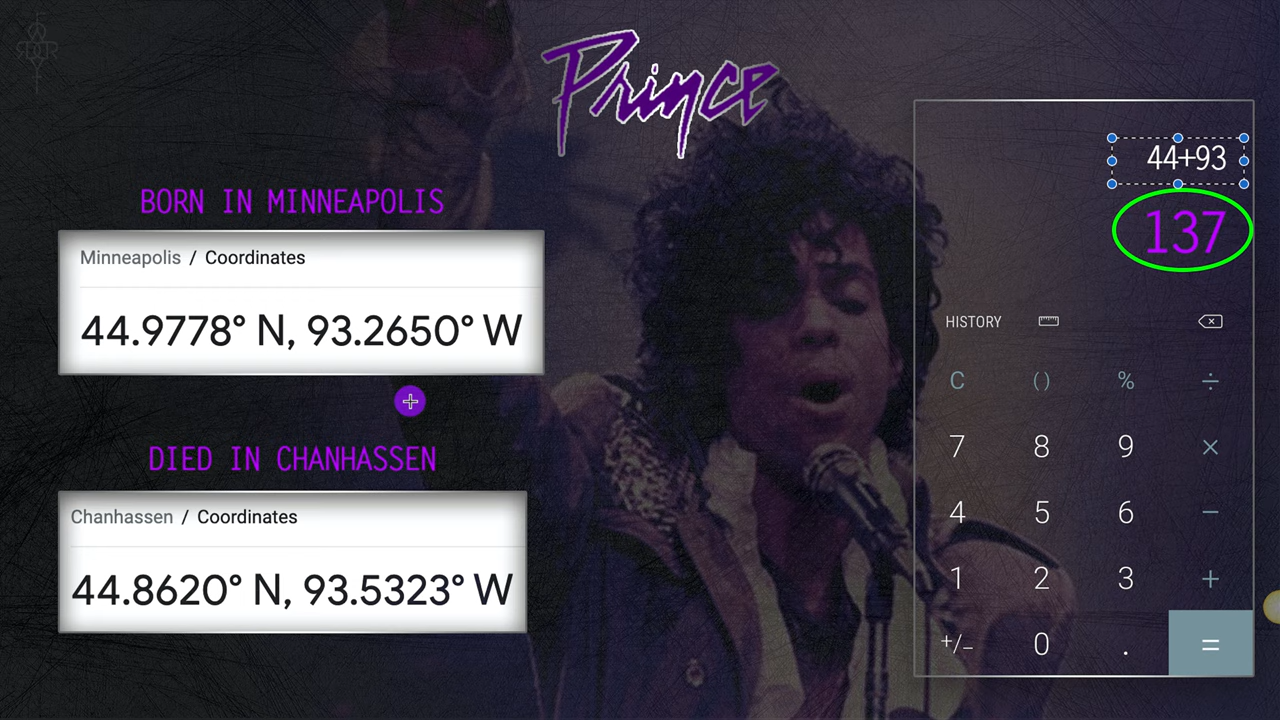 Prince
BORN IN MINNEAPOLIS
Minneapolis / Coordinates
44.9778° N, 93.2650° W
DIED IN CHANHASSEN
Chanhassen / Coordinates
44.8620° N, 93.5323° W
44+93
137
HISTORY
C ( ) % ÷
7 8 9 ×
4 5 6 −
1 2 3 +
+/− 0 . =